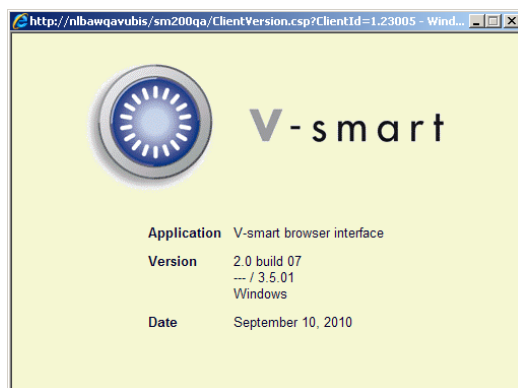 http://nlbawqavubis/sm200qa/ClientVersion.csp?ClientId=1.23005 - Wind...
V-smart
Application V-smart browser interface
Version 2.0 build 07
--- / 3.5.01
Windows
Date September 10, 2010